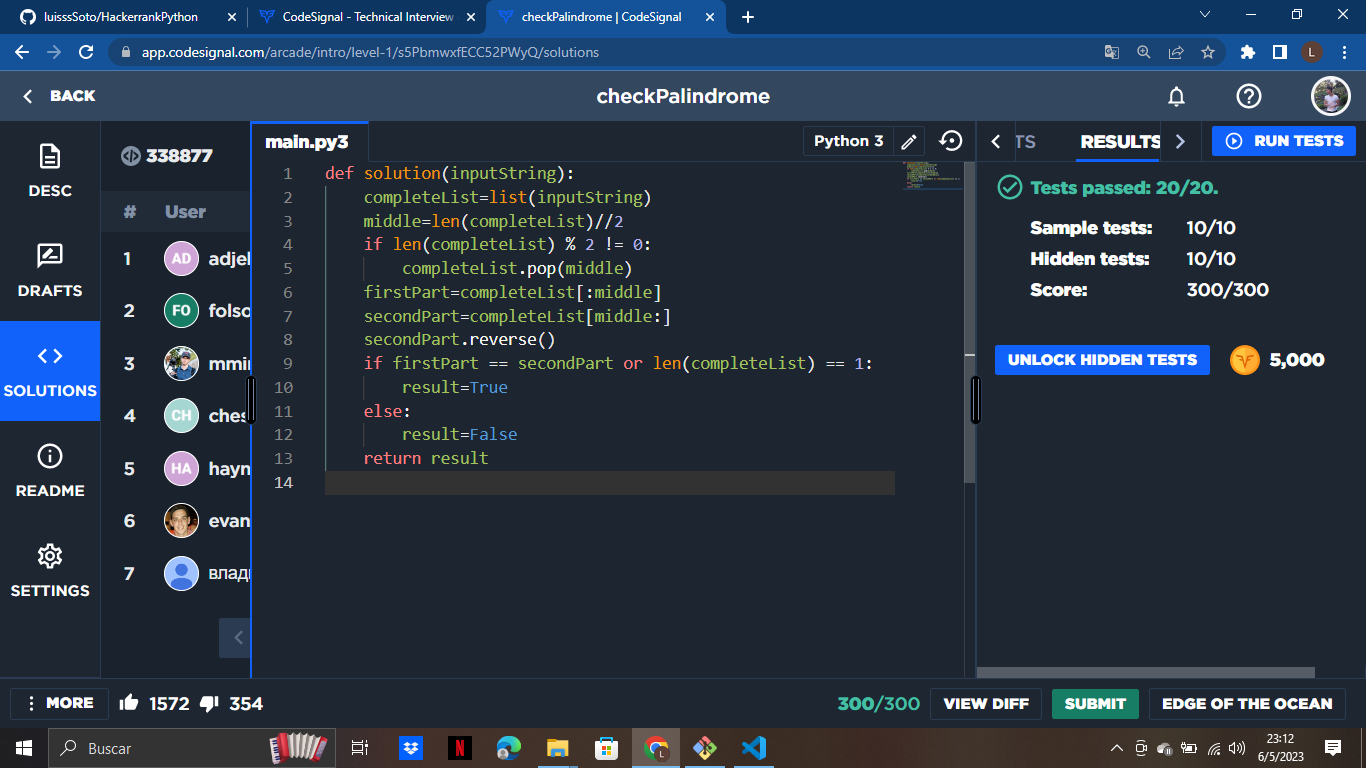 luisssSoto/HackerrankPython
CodeSignal - Technical Interview
checkPalindrome | CodeSignal
app.codesignal.com/arcade/intro/level-1/s5PbmwxfECC52PWyQ/solutions
L
BACK
checkPalindrome
DESC
DRAFTS
SOLUTIONS
README
SETTINGS
338877
# User
1 AD adjel
2 FO folso
3 mmin
4 CH ches
5 HA hayn
6 evan
7 влад
main.py3
Python 3
1 def solution(inputString):
2 completeList=list(inputString)
3 middle=len(completeList)//2
4 if len(completeList) % 2 != 0:
5 completeList.pop(middle)
6 firstPart=completeList[:middle]
7 secondPart=completeList[middle:]
8 secondPart.reverse()
9 if firstPart == secondPart or len(completeList) == 1:
10 result=True
11 else:
12 result=False
13 return result
14
TS
RESULTS
RUN TESTS
Tests passed: 20/20.
Sample tests: 10/10
Hidden tests: 10/10
Score: 300/300
UNLOCK HIDDEN TESTS 5,000
MORE 1572 354
300/300 VIEW DIFF SUBMIT EDGE OF THE OCEAN
Buscar
23:12
6/5/2023